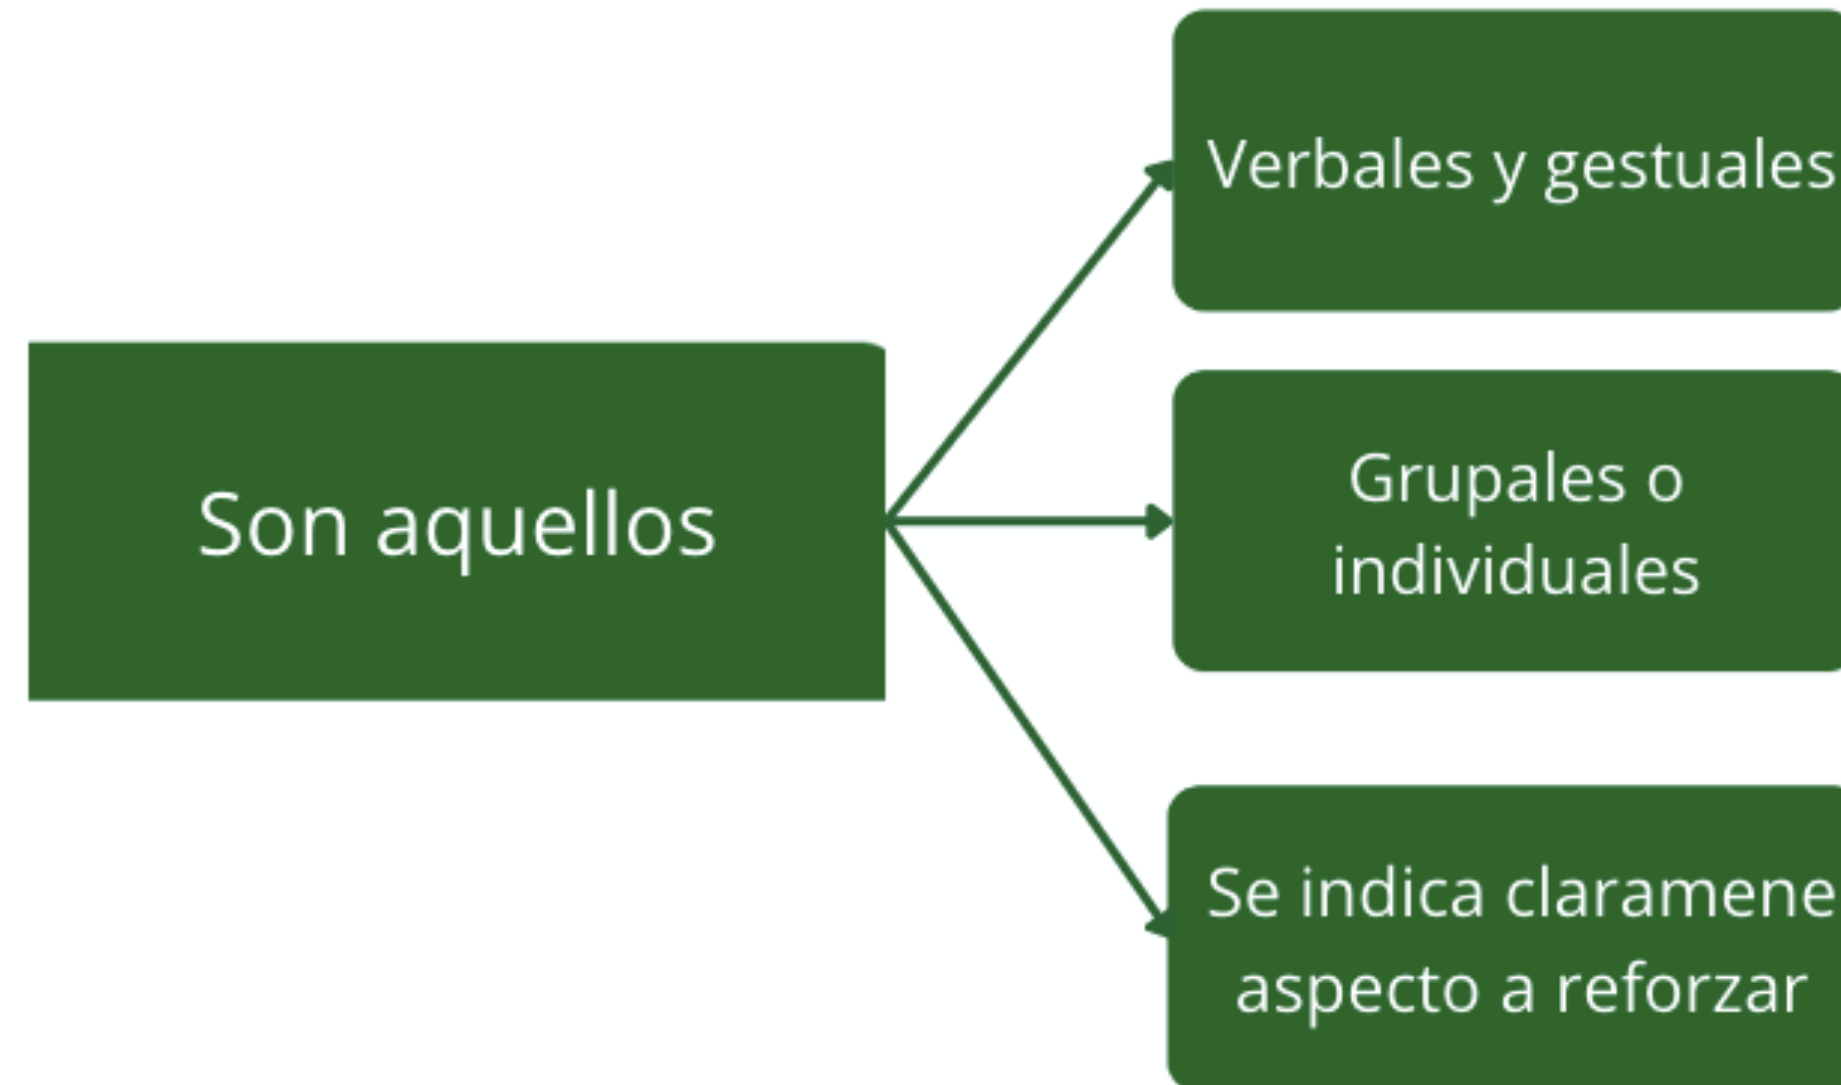 Son aquellos
Verbales y gestuales
Grupales o
individuales
Se indica claramene
aspecto a reforzar